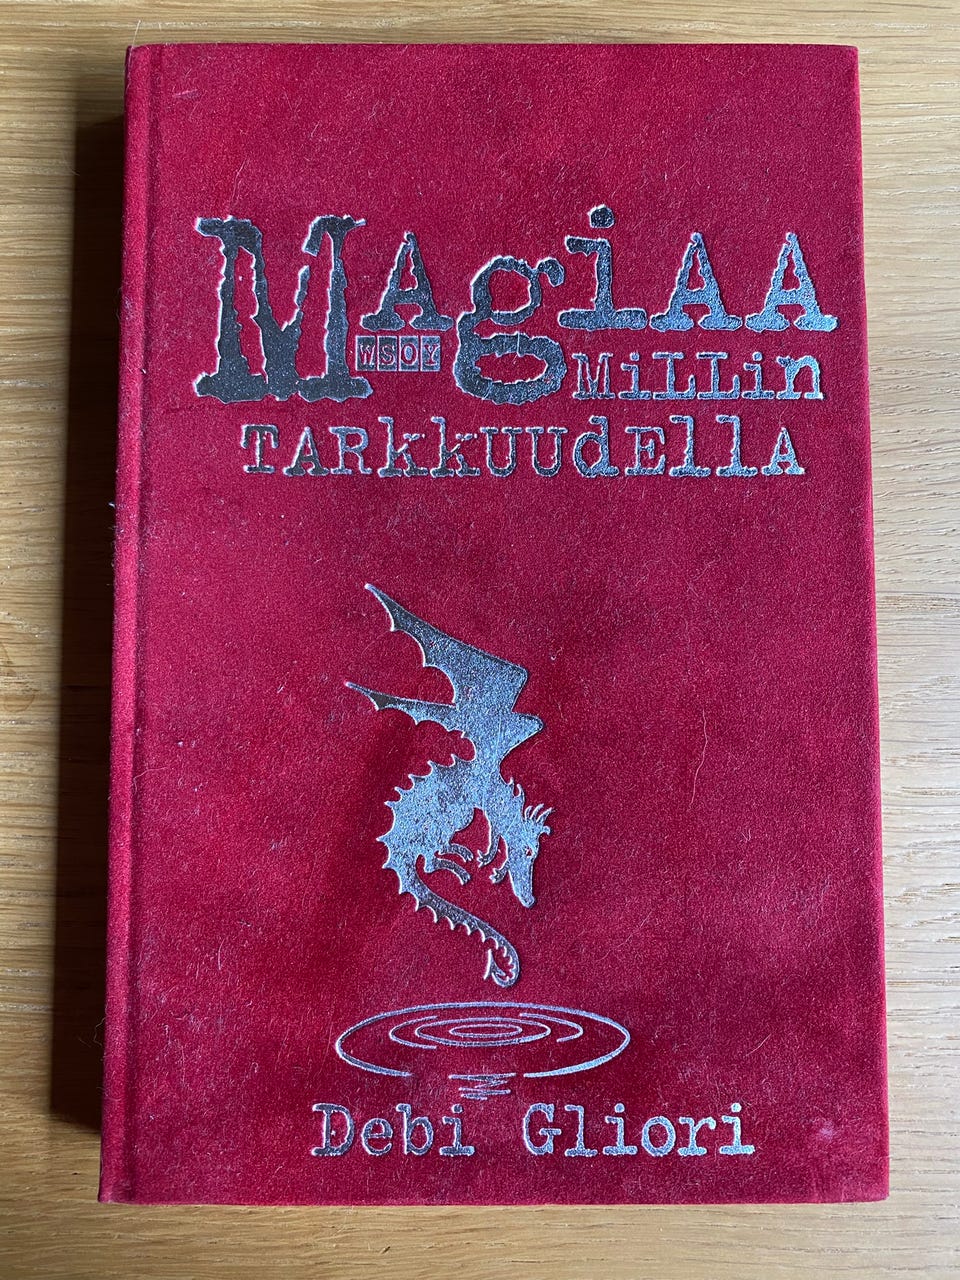 MAgiAA
WSOY
MiLLin
TARkkUUdEllA
Debi Gliori